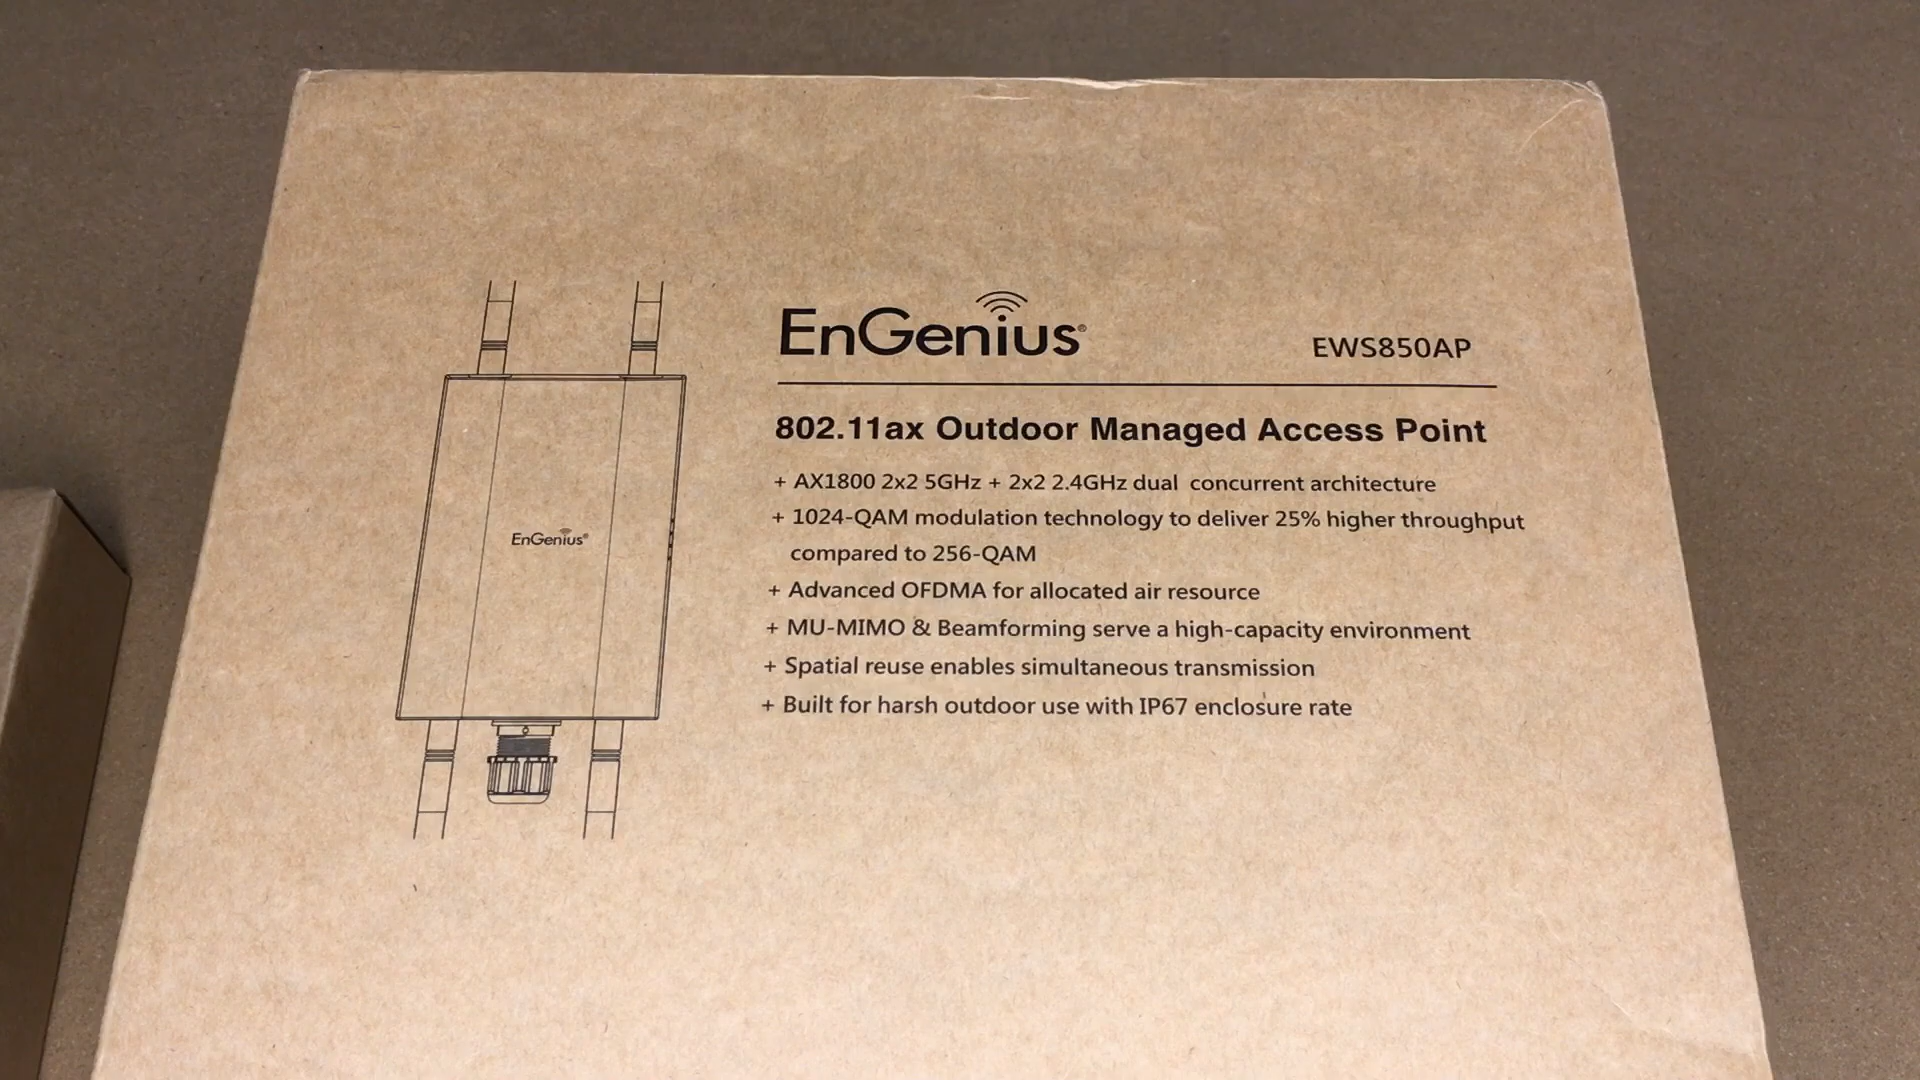 EnGenius®
EWS850AP
802.11ax Outdoor Managed Access Point
+ AX1800 2x2 5GHz + 2x2 2.4GHz dual concurrent architecture
+ 1024-QAM modulation technology to deliver 25% higher throughput
compared to 256-QAM
+ Advanced OFDMA for allocated air resource
+ MU-MIMO & Beamforming serve a high-capacity environment
+ Spatial reuse enables simultaneous transmission
+ Built for harsh outdoor use with IP67 enclosure rate
EnGenius®